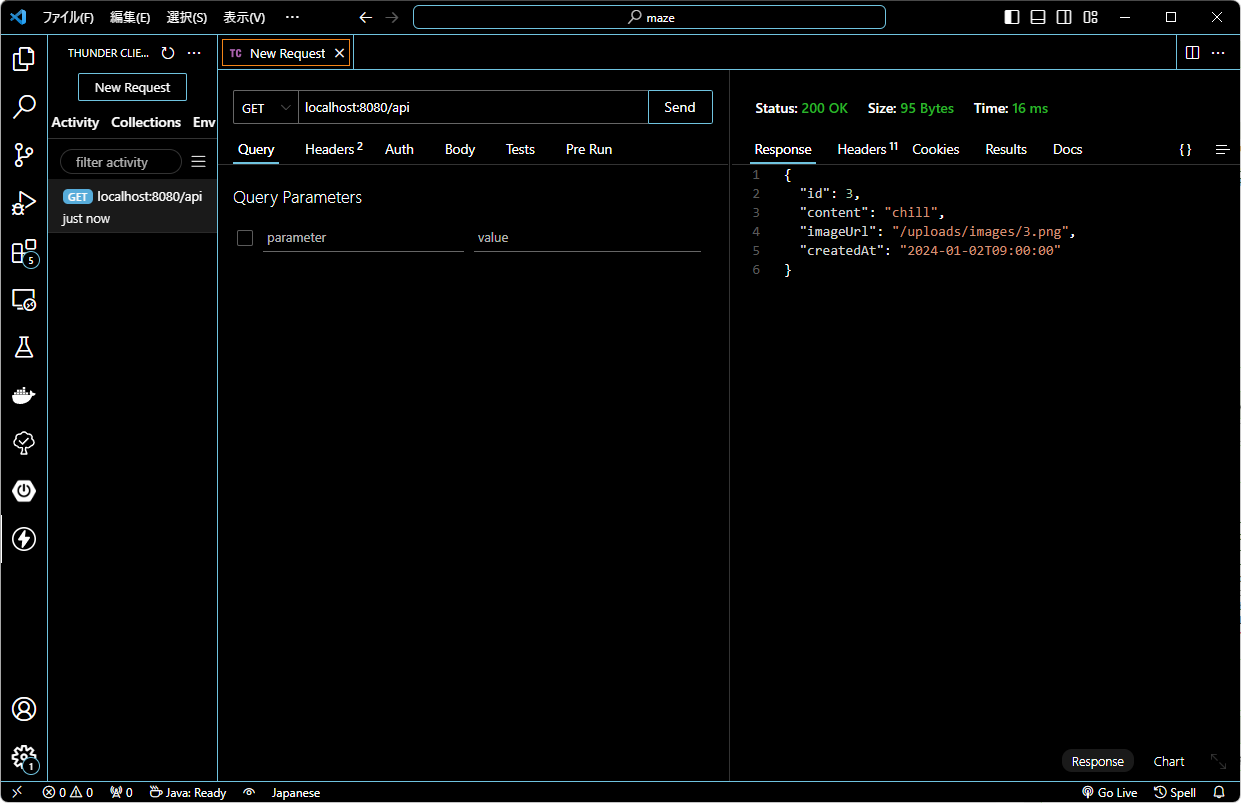 ファイル(F) 編集(E) 選択(S) 表示(V) ··· maze
THUNDER CLIE... ···
TC New Request
···
New Request
Activity Collections Env
filter activity
GET localhost:8080/api
just now
GET localhost:8080/api Send
Query Headers 2 Auth Body Tests Pre Run
Query Parameters
parameter value
Status: 200 OK Size: 95 Bytes Time: 16 ms
Response Headers 11 Cookies Results Docs { }
1 {
2 "id": 3,
3 "content": "chill",
4 "imageUrl": "/uploads/images/3.png",
5 "createdAt": "2024-01-02T09:00:00"
6 }
5
1
Response Chart
0 0 0 Java: Ready Japanese Go Live Spell